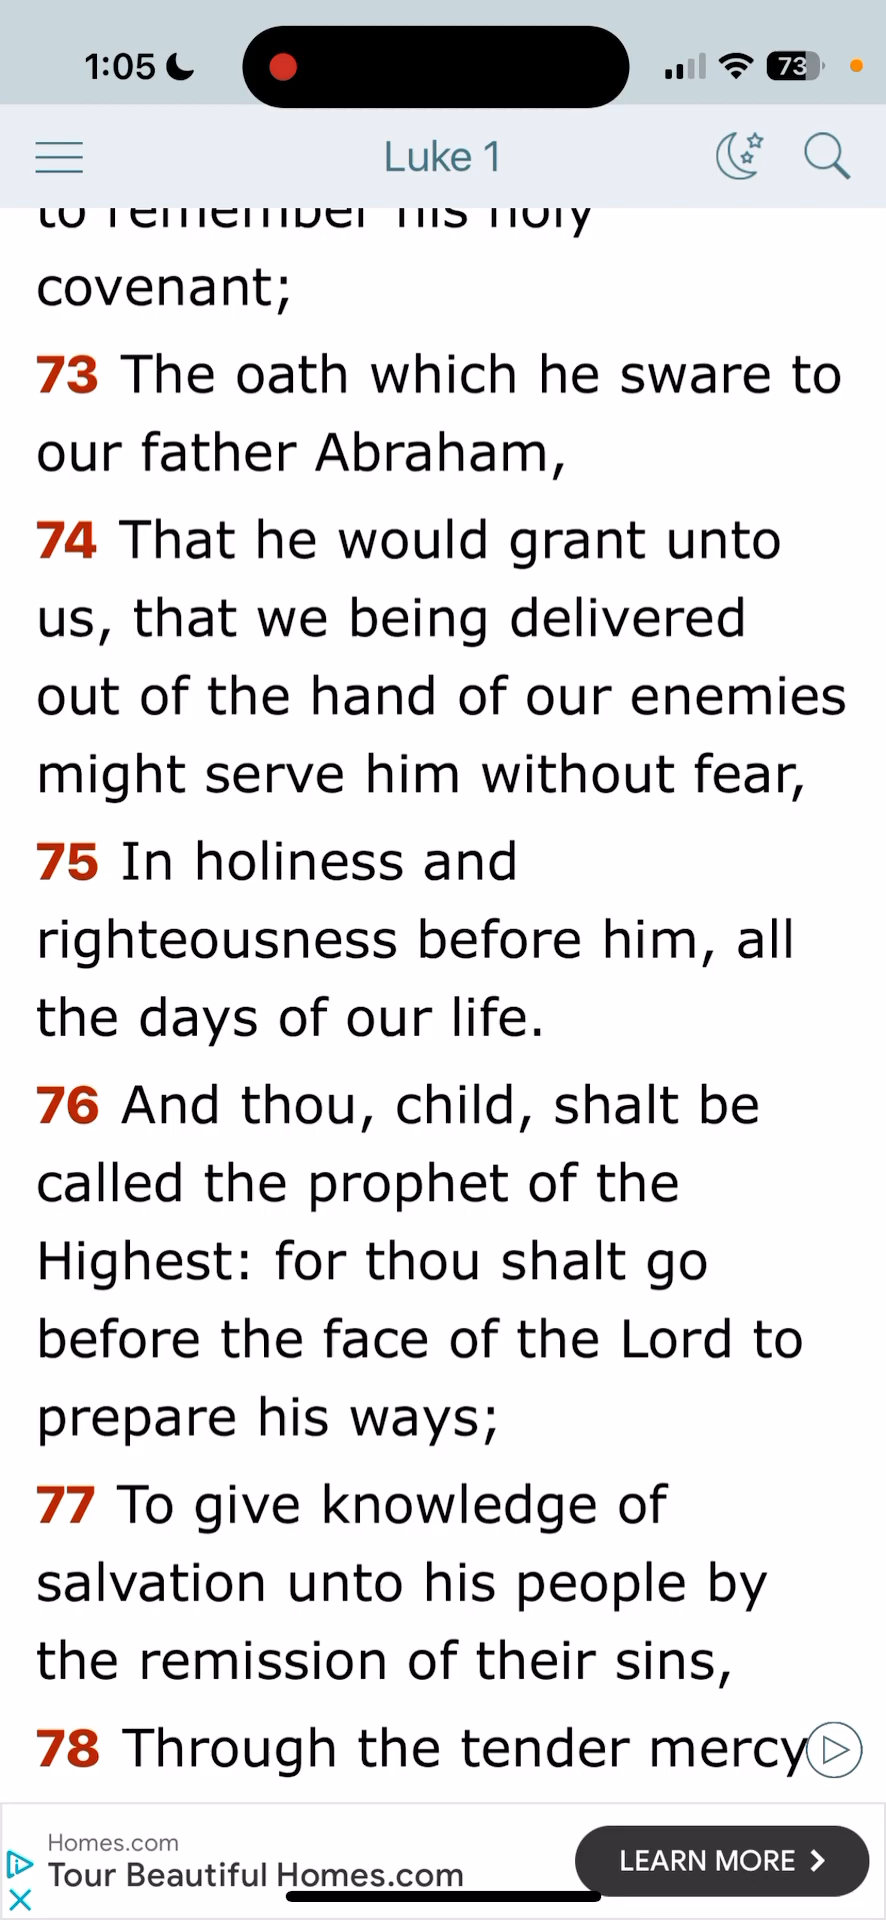 1:05
73
Luke 1
to remember his holy
covenant;
73 The oath which he sware to
our father Abraham,
74 That he would grant unto
us, that we being delivered
out of the hand of our enemies
might serve him without fear,
75 In holiness and
righteousness before him, all
the days of our life.
76 And thou, child, shalt be
called the prophet of the
Highest: for thou shalt go
before the face of the Lord to
prepare his ways;
77 To give knowledge of
salvation unto his people by
the remission of their sins,
78 Through the tender mercy
Homes.com
Tour Beautiful Homes.com
LEARN MORE